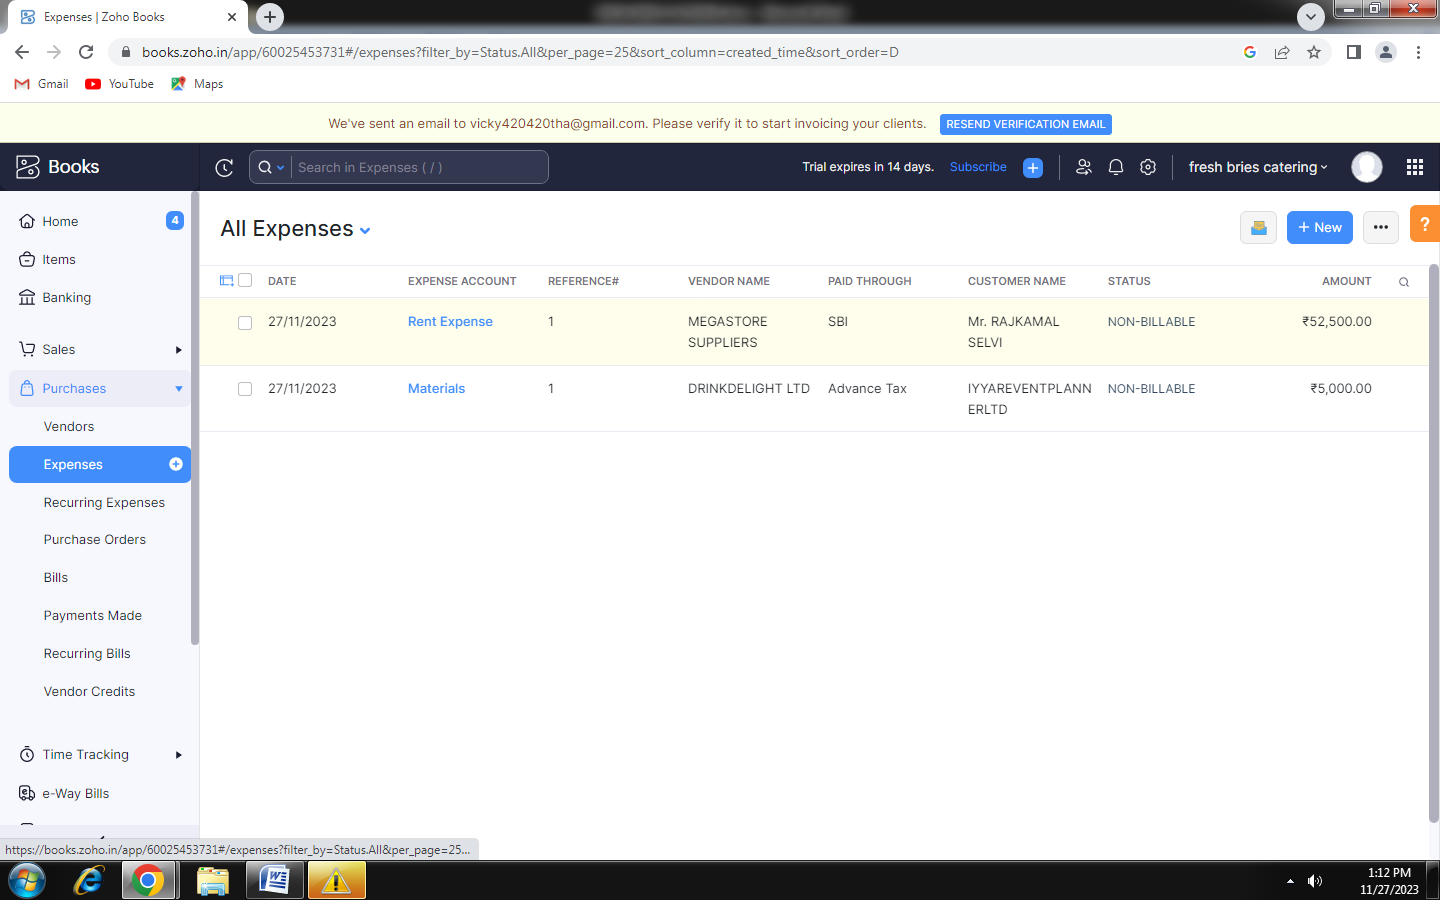 Expenses | Zoho Books
books.zoho.in/app/60025453731#/expenses?filter_by=Status.All&per_page=25&sort_column=created_time&sort_order=D
Gmail YouTube Maps
We've sent an email to vicky420420tha@gmail.com. Please verify it to start invoicing your clients. RESEND VERIFICATION EMAIL
Books Search in Expenses ( / ) Trial expires in 14 days. Subscribe fresh bries catering
Home 4
Items
Banking
Sales
Purchases
Vendors
Expenses
Recurring Expenses
Purchase Orders
Bills
Payments Made
Recurring Bills
Vendor Credits
Time Tracking
e-Way Bills
All Expenses + New ?
DATE EXPENSE ACCOUNT REFERENCE# VENDOR NAME PAID THROUGH CUSTOMER NAME STATUS AMOUNT
27/11/2023 Rent Expense 1 MEGASTORE SBI Mr. RAJKAMAL NON-BILLABLE ₹52,500.00
SUPPLIERS SELVI
27/11/2023 Materials 1 DRINKDELIGHT LTD Advance Tax IYYAREVENTPLANN NON-BILLABLE ₹5,000.00
ERLTD
https://books.zoho.in/app/60025453731#/expenses?filter_by=Status.All&per_page=25...
1:12 PM
11/27/2023